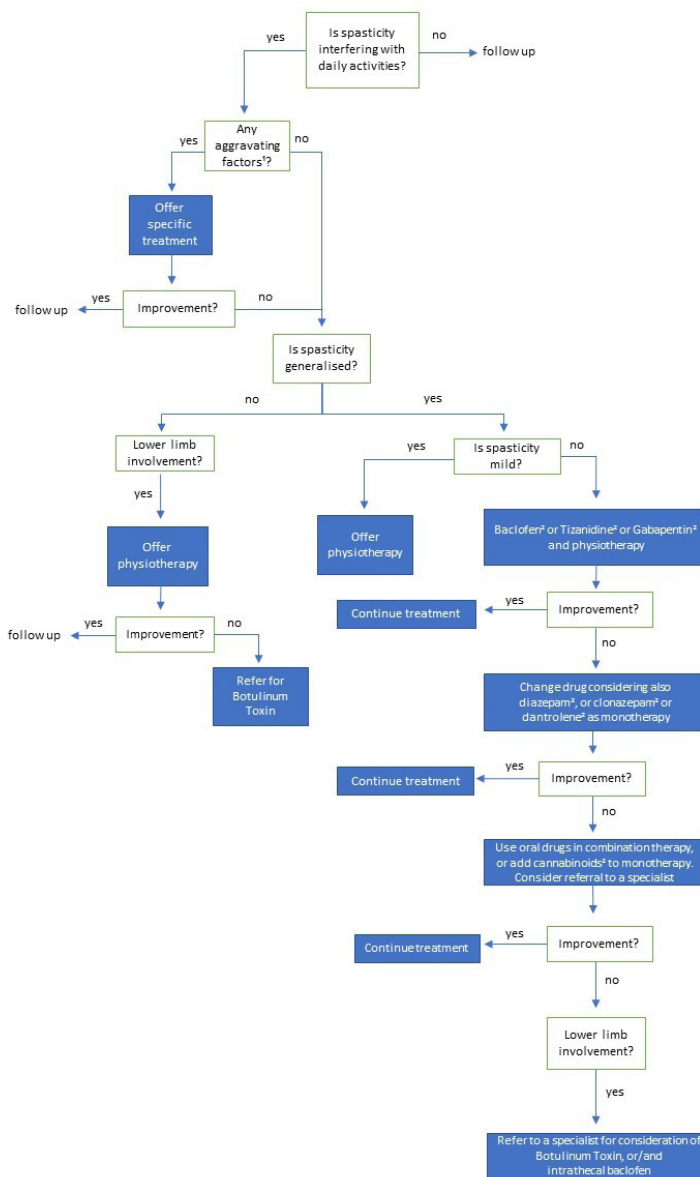 Is spasticity
interfering with
daily activities?
yes
no
follow up
Any
aggravating
factors¹?
yes
no
Offer
specific
treatment
Improvement?
yes
no
follow up
Is spasticity
generalised?
no
yes
Lower limb
involvement?
yes
Offer
physiotherapy
Improvement?
yes
no
follow up
Refer for
Botulinum
Toxin
Is spasticity
mild?
yes
no
Offer
physiotherapy
Baclofen² or Tizanidine² or Gabapentin²
and physiotherapy
Improvement?
yes
Continue treatment
no
Change drug considering also
diazepam², or clonazepam² or
dantrolene² as monotherapy
Improvement?
yes
Continue treatment
no
Use oral drugs in combination therapy,
or add cannabinoids² to monotherapy.
Consider referral to a specialist
Improvement?
yes
Continue treatment
no
Lower limb
involvement?
yes
Refer to a specialist for consideration of
Botulinum Toxin, or/and
intrathecal baclofen